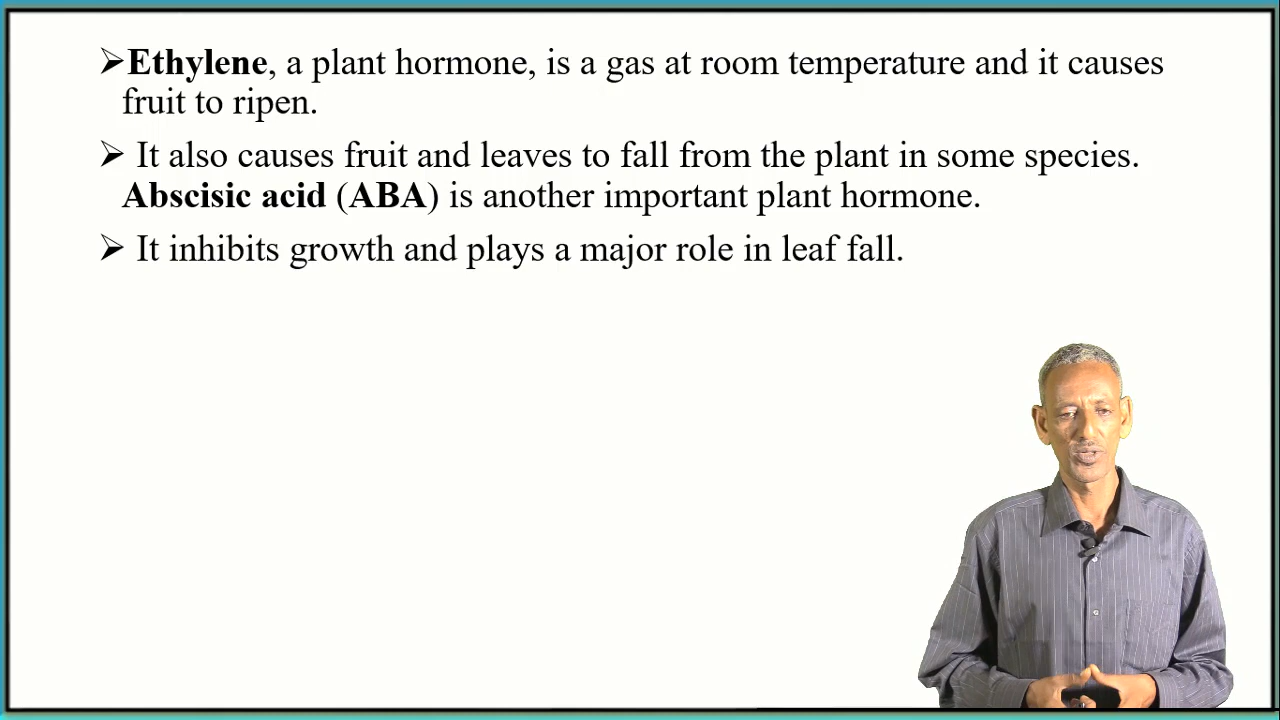 ➢Ethylene, a plant hormone, is a gas at room temperature and it causes
fruit to ripen.
➢ It also causes fruit and leaves to fall from the plant in some species.
Abscisic acid (ABA) is another important plant hormone.
➢ It inhibits growth and plays a major role in leaf fall.